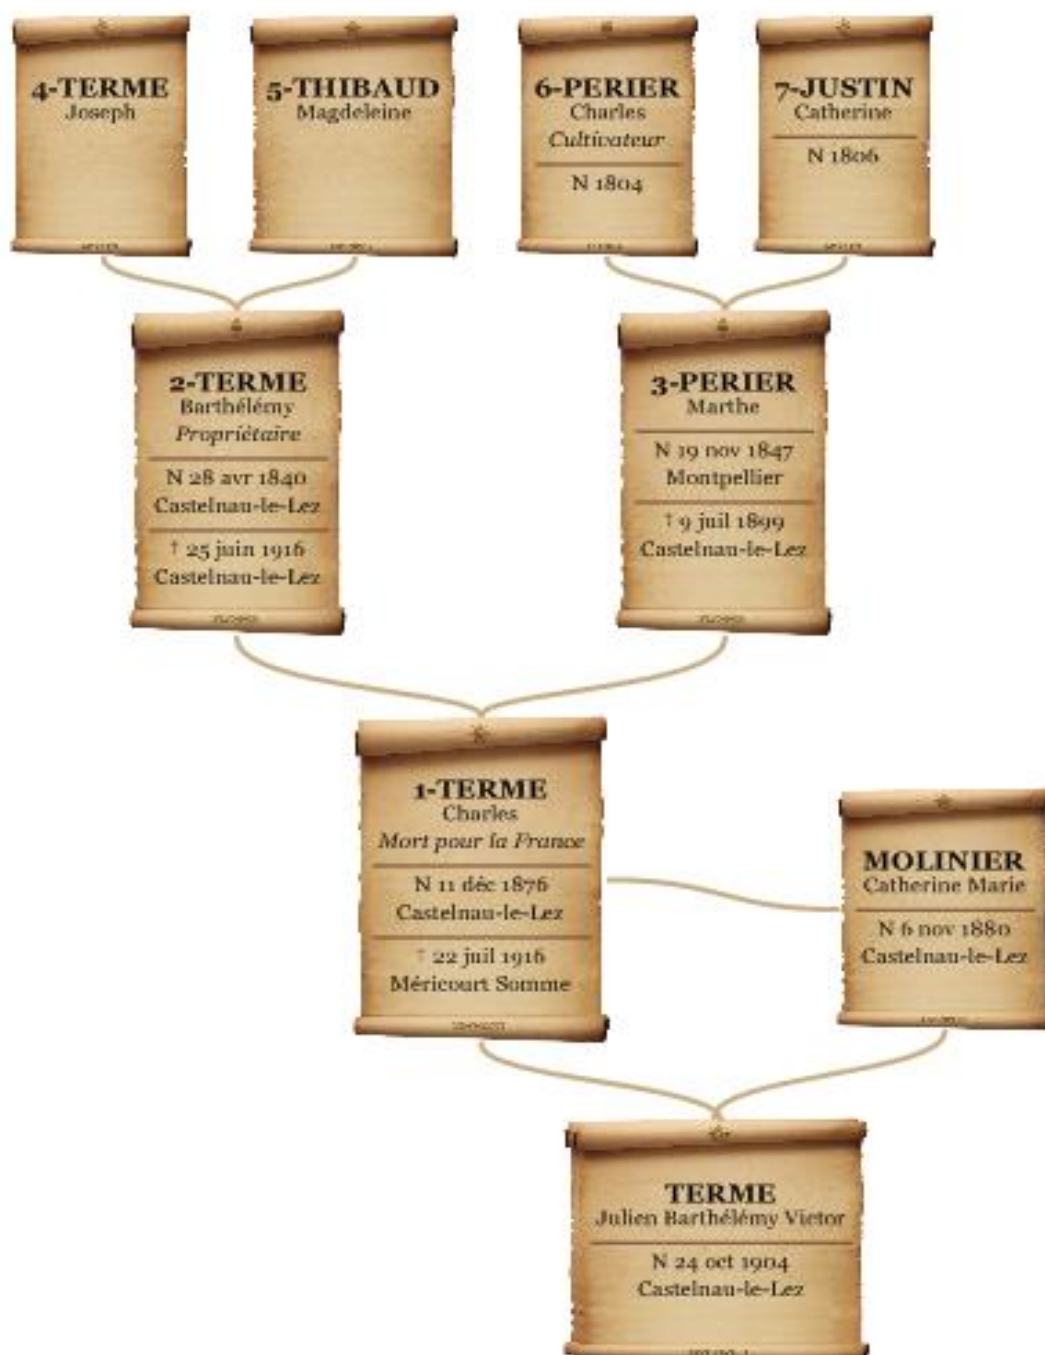 4-TERME
Joseph
5-THIBAUD
Magdeleine
6-PERIER
Charles
Cultivateur
N 1804
7-JUSTIN
Catherine
N 1806
2-TERME
Barthélémy
Propriétaire
N 28 avr 1840
Castelnau-le-Lez
† 25 juin 1916
Castelnau-le-Lez
3-PERIER
Marthe
N 19 nov 1847
Montpellier
† 9 juil 1899
Castelnau-le-Lez
1-TERME
Charles
Mort pour la France
N 11 déc 1876
Castelnau-le-Lez
† 22 juil 1916
Méricourt Somme
MOLINIER
Catherine Marie
N 6 nov 1880
Castelnau-le-Lez
TERME
Julien Barthélémy Victor
N 24 oct 1904
Castelnau-le-Lez